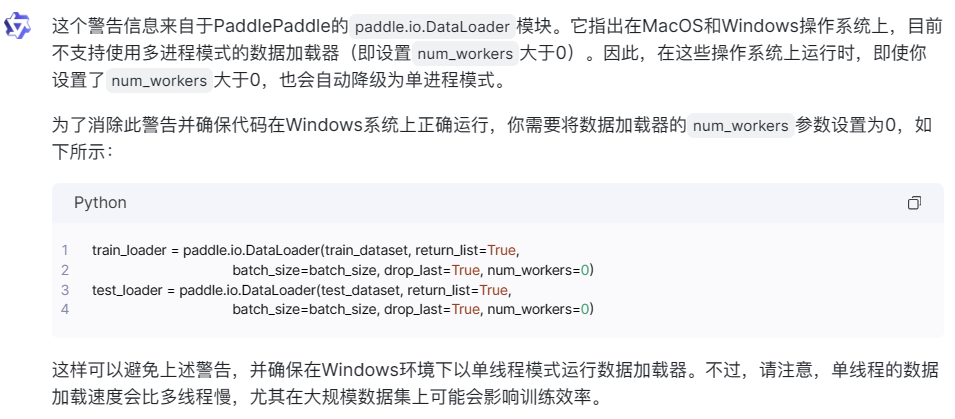 这个警告信息来自于PaddlePaddle的 paddle.io.DataLoader 模块。它指出在MacOS和Windows操作系统上，目前
不支持使用多进程模式的数据加载器（即设置 num_workers 大于0）。因此，在这些操作系统上运行时，即使你
设置了 num_workers 大于0，也会自动降级为单进程模式。
为了消除此警告并确保代码在Windows系统上正确运行，你需要将数据加载器的 num_workers 参数设置为0，如
下所示：
Python
1 train_loader = paddle.io.DataLoader(train_dataset, return_list=True,
2 batch_size=batch_size, drop_last=True, num_workers=0)
3 test_loader = paddle.io.DataLoader(test_dataset, return_list=True,
4 batch_size=batch_size, drop_last=True, num_workers=0)
这样可以避免上述警告，并确保在Windows环境下以单线程模式运行数据加载器。不过，请注意，单线程的数据
加载速度会比多线程慢，尤其在大规模数据集上可能会影响训练效率。